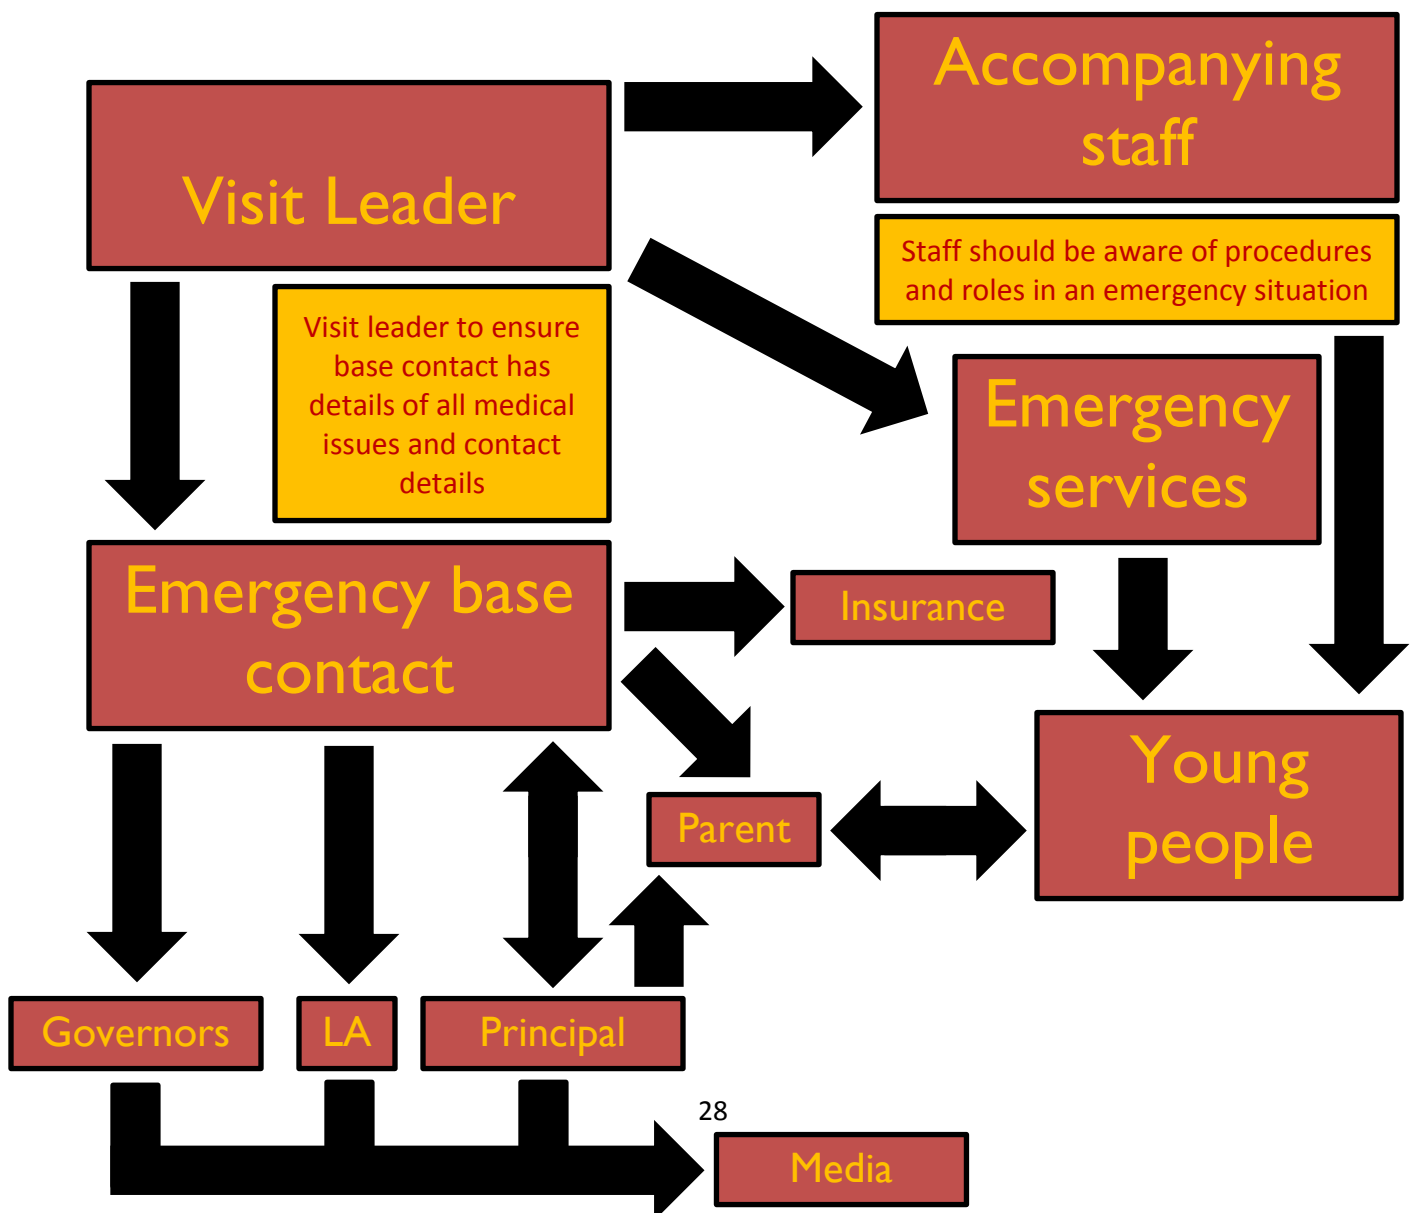 Accompanying
staff
Visit Leader
Staff should be aware of procedures
and roles in an emergency situation
Visit leader to ensure
base contact has
details of all medical
issues and contact
details
Emergency
services
Emergency base
contact
Insurance
Young
people
Parent
Governors
LA
Principal
28
Media